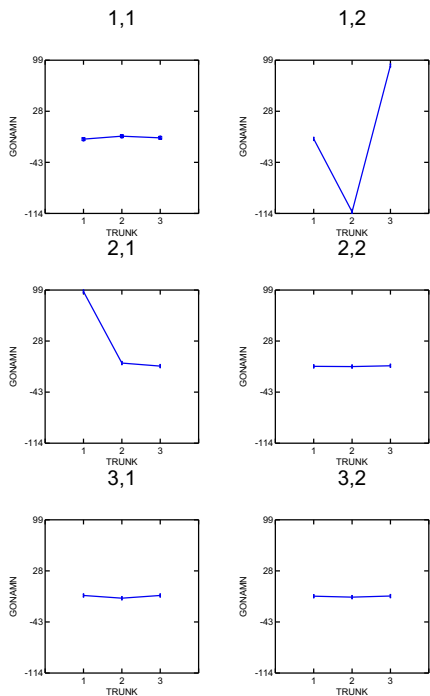 1,1
99
28
-43
-114
GONAMN
1 2 3
TRUNK
1,2
99
28
-43
-114
GONAMN
1 2 3
TRUNK
2,1
99
28
-43
-114
GONAMN
1 2 3
TRUNK
2,2
99
28
-43
-114
GONAMN
1 2 3
TRUNK
3,1
99
28
-43
-114
GONAMN
1 2 3
TRUNK
3,2
99
28
-43
-114
GONAMN
1 2 3
TRUNK